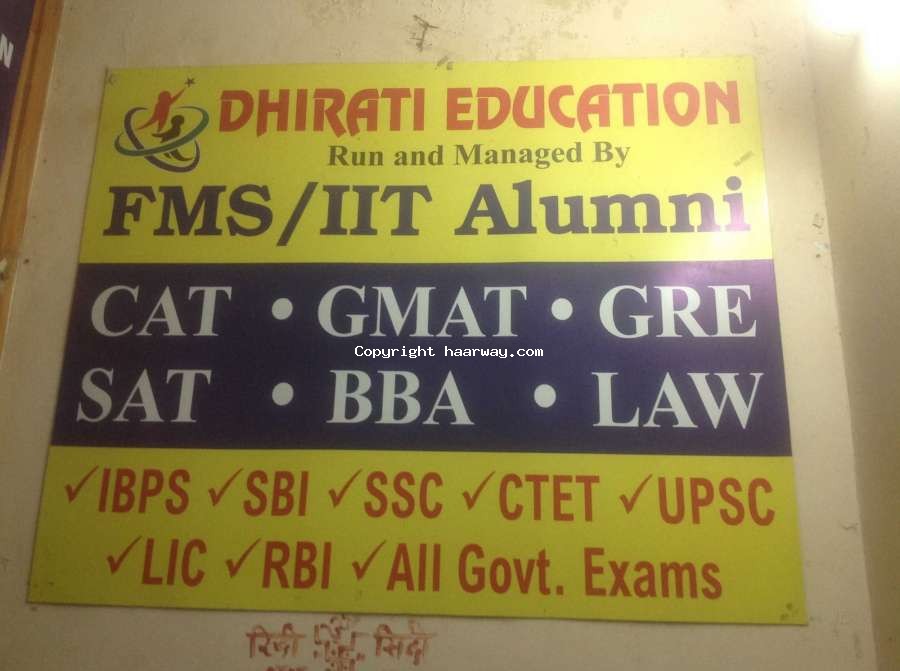 N
DHIRATI EDUCATION
Run and Managed By
FMS/IIT Alumni
CAT • GMAT • GRE
Copyright haarway.com
SAT • BBA • LAW
✓IBPS ✓SBI ✓SSC ✓CTET ✓UPSC
✓LIC ✓RBI ✓All Govt. Exams
रिदी सिदी